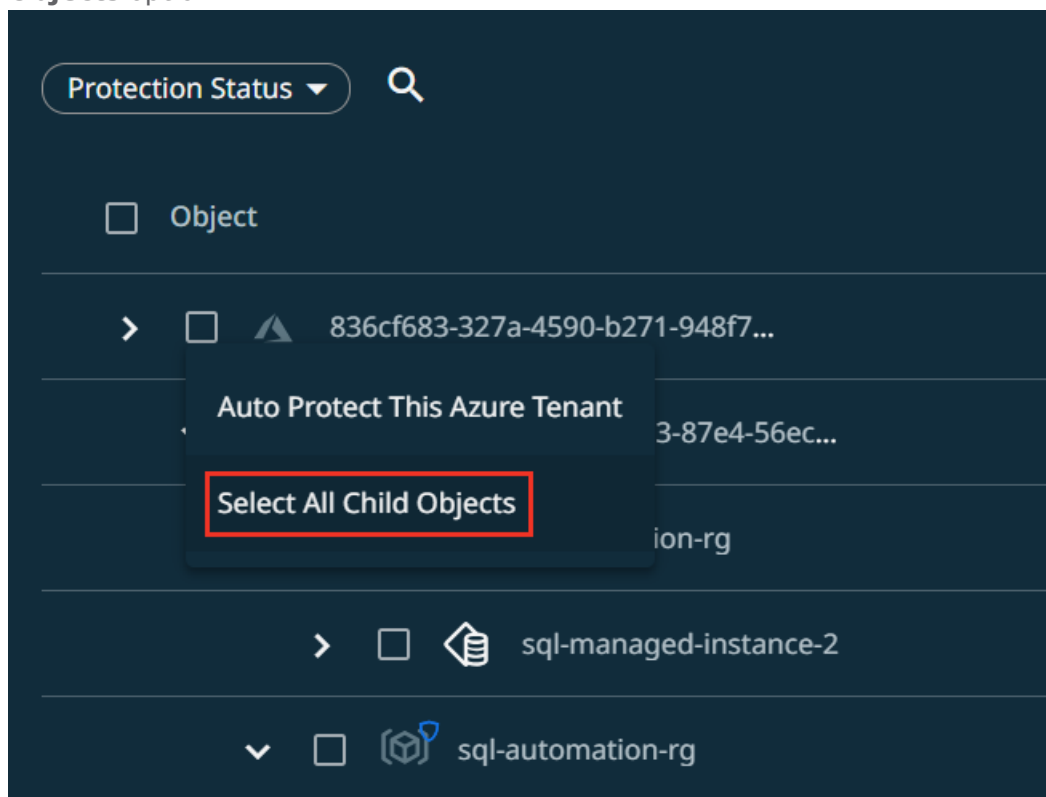 Protection Status
Object
836cf683-327a-4590-b271-948f7...
Auto Protect This Azure Tenant
3-87e4-56ec...
Select All Child Objects
ion-rg
sql-managed-instance-2
sql-automation-rg